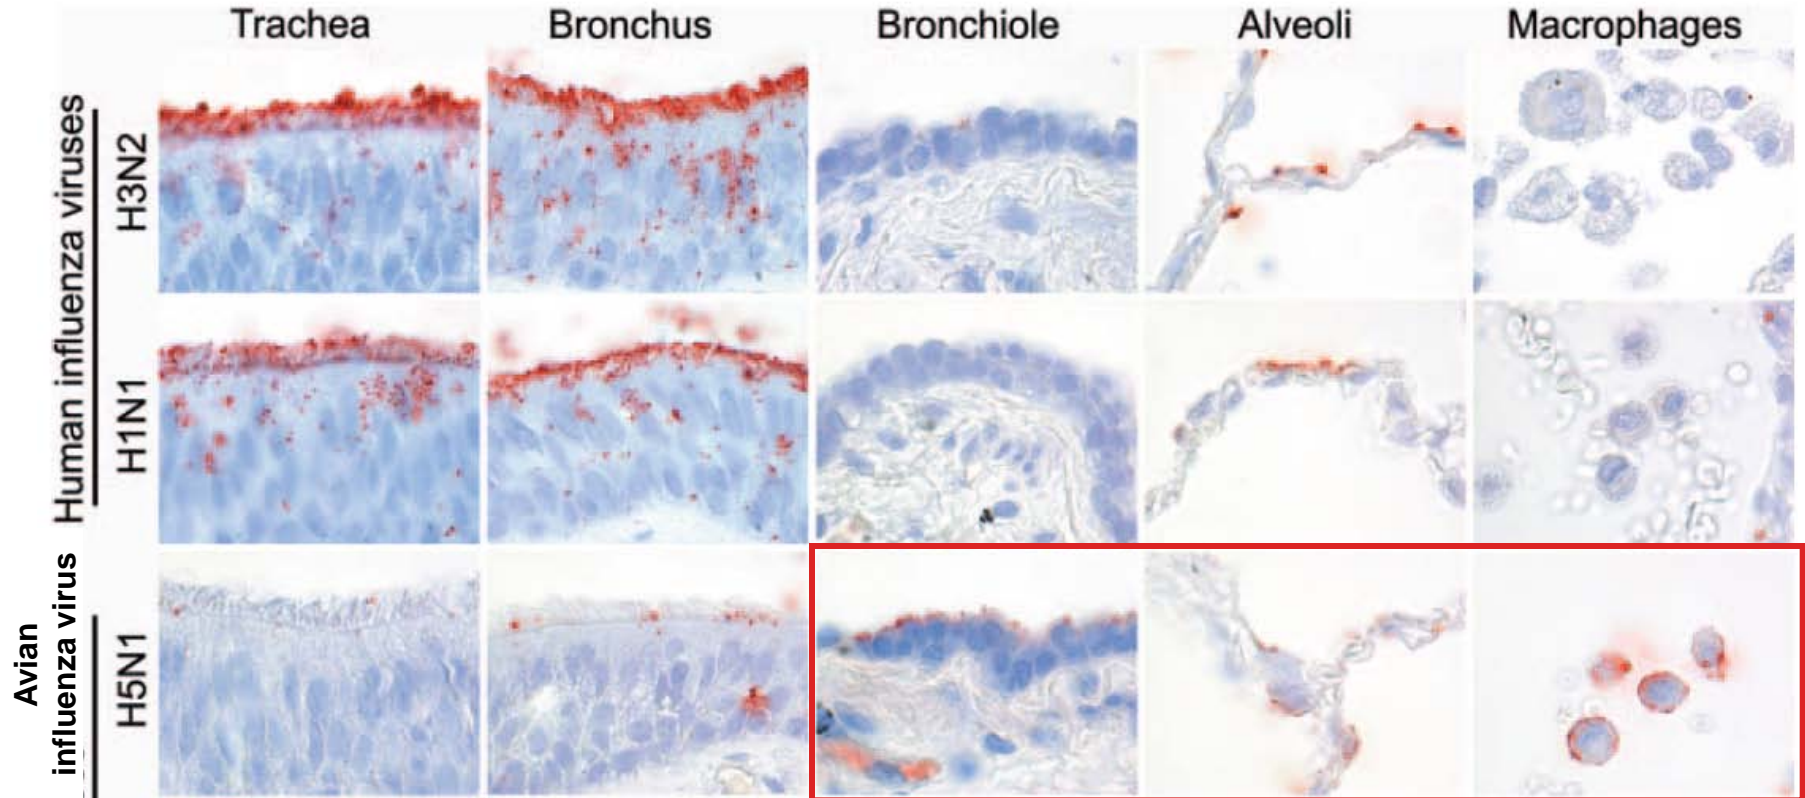 Trachea Bronchus Bronchiole Alveoli Macrophages
Human influenza viruses
H3N2
H1N1
Avian
influenza virus
H5N1